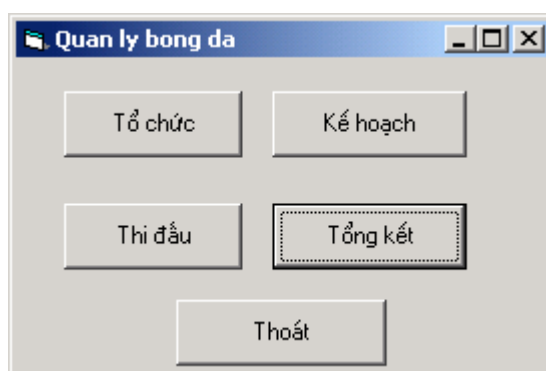 Quan ly bong da
Tổ chức Kế hoạch
Thi đấu Tổng kết
Thoát